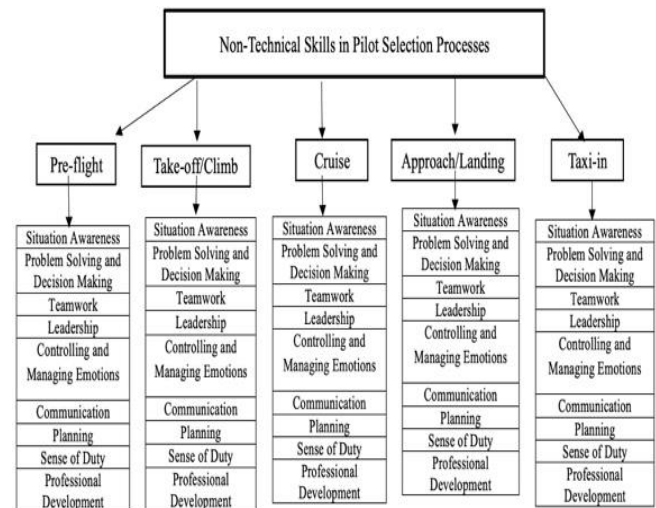 Non-Technical Skills in Pilot Selection Processes
Pre-flight
Situation Awareness
Problem Solving and
Decision Making
Teamwork
Leadership
Controlling and
Managing Emotions
Communication
Planning
Sense of Duty
Professional
Development
Take-off/Climb
Situation Awareness
Problem Solving and
Decision Making
Teamwork
Leadership
Controlling and
Managing Emotions
Communication
Planning
Sense of Duty
Professional
Development
Cruise
Situation Awareness
Problem Solving and
Decision Making
Teamwork
Leadership
Controlling and
Managing Emotions
Communication
Planning
Sense of Duty
Professional
Development
Approach/Landing
Situation Awareness
Problem Solving and
Decision Making
Teamwork
Leadership
Controlling and
Managing Emotions
Communication
Planning
Sense of Duty
Professional
Development
Taxi-in
Situation Awareness
Problem Solving and
Decision Making
Teamwork
Leadership
Controlling and
Managing Emotions
Communication
Planning
Sense of Duty
Professional
Development